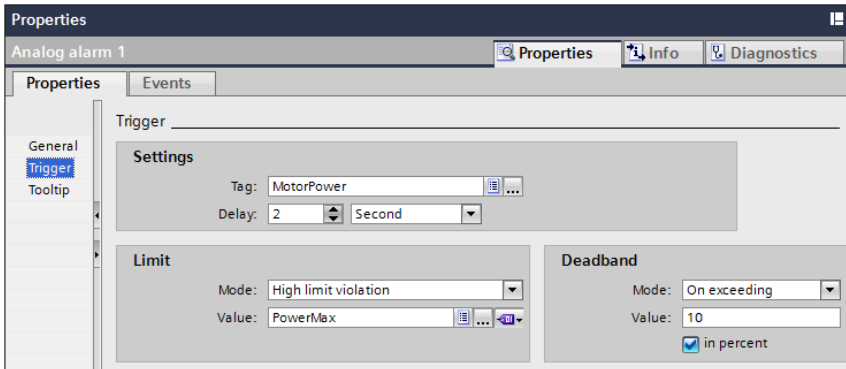 Properties
Analog alarm 1
Properties Info Diagnostics
Properties Events
Trigger
General
Trigger
Tooltip
Settings
Tag: MotorPower ...
Delay: 2 Second
Limit
Mode: High limit violation
Value: PowerMax ...
Deadband
Mode: On exceeding
Value: 10
in percent